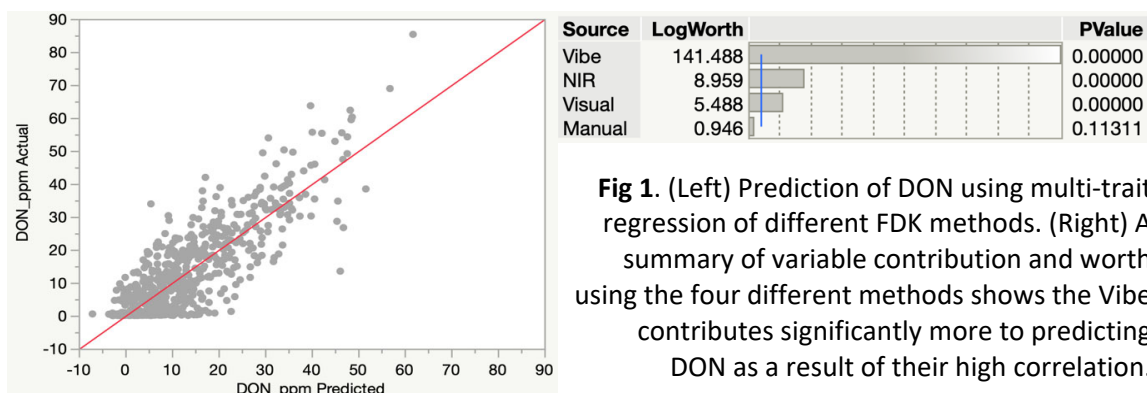 90
80
70
60
50
40
30
20
10
0
-10
DON_ppm Actual
-10 0 10 20 30 40 50 60 70 80 90
DON_ppm Predicted
Source LogWorth PValue
Vibe 141.488 0.00000
NIR 8.959 0.00000
Visual 5.488 0.00000
Manual 0.946 0.11311
Fig 1. (Left) Prediction of DON using multi-trait
regression of different FDK methods. (Right) A
summary of variable contribution and worth
using the four different methods shows the Vibe
contributes significantly more to predicting
DON as a result of their high correlation.